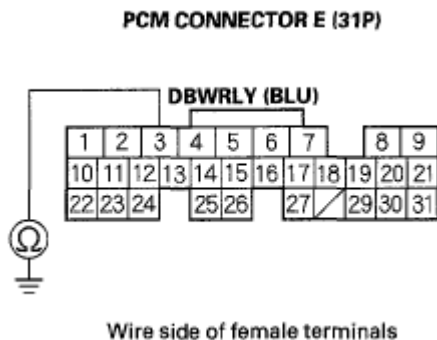 PCM CONNECTOR E (31P)
DBWRLY (BLU)
1 2 3 4 5 6 7 8 9
10 11 12 13 14 15 16 17 18 19 20 21
22 23 24 25 26 27 29 30 31
Ω
Wire side of female terminals